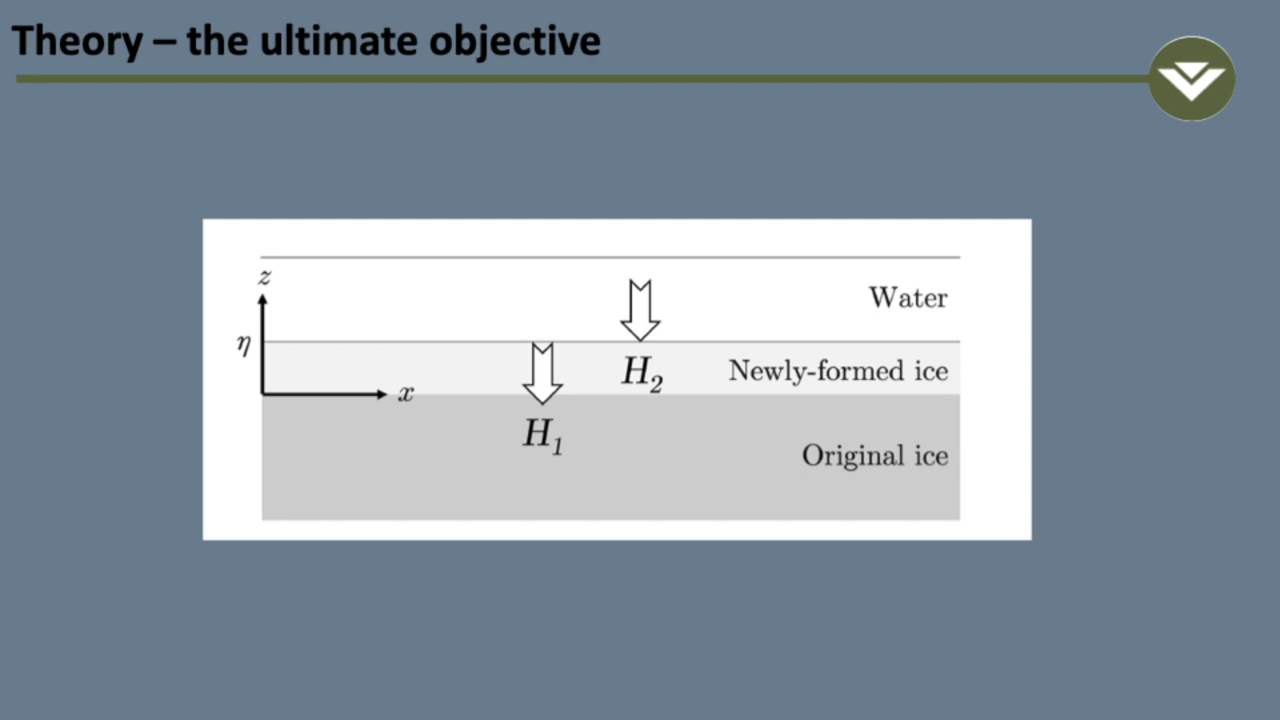 Theory – the ultimate objective
z
Water
η
H2
Newly-formed ice
x
H1
Original ice